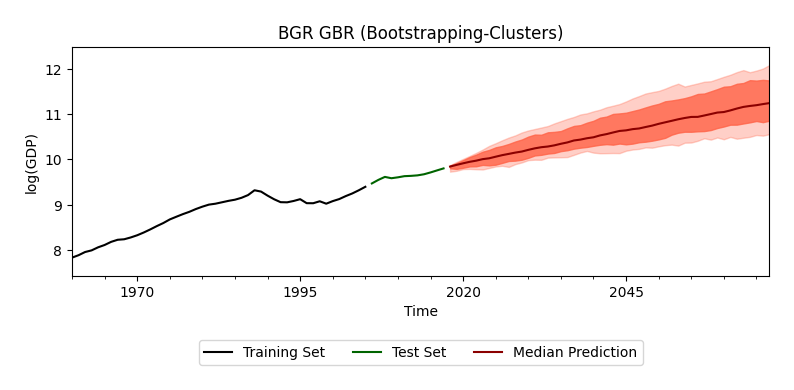 BGR GBR (Bootstrapping-Clusters)
12
11
10
9
8
log(GDP)
1970
1995
2020
2045
Time
Training Set
Test Set
Median Prediction